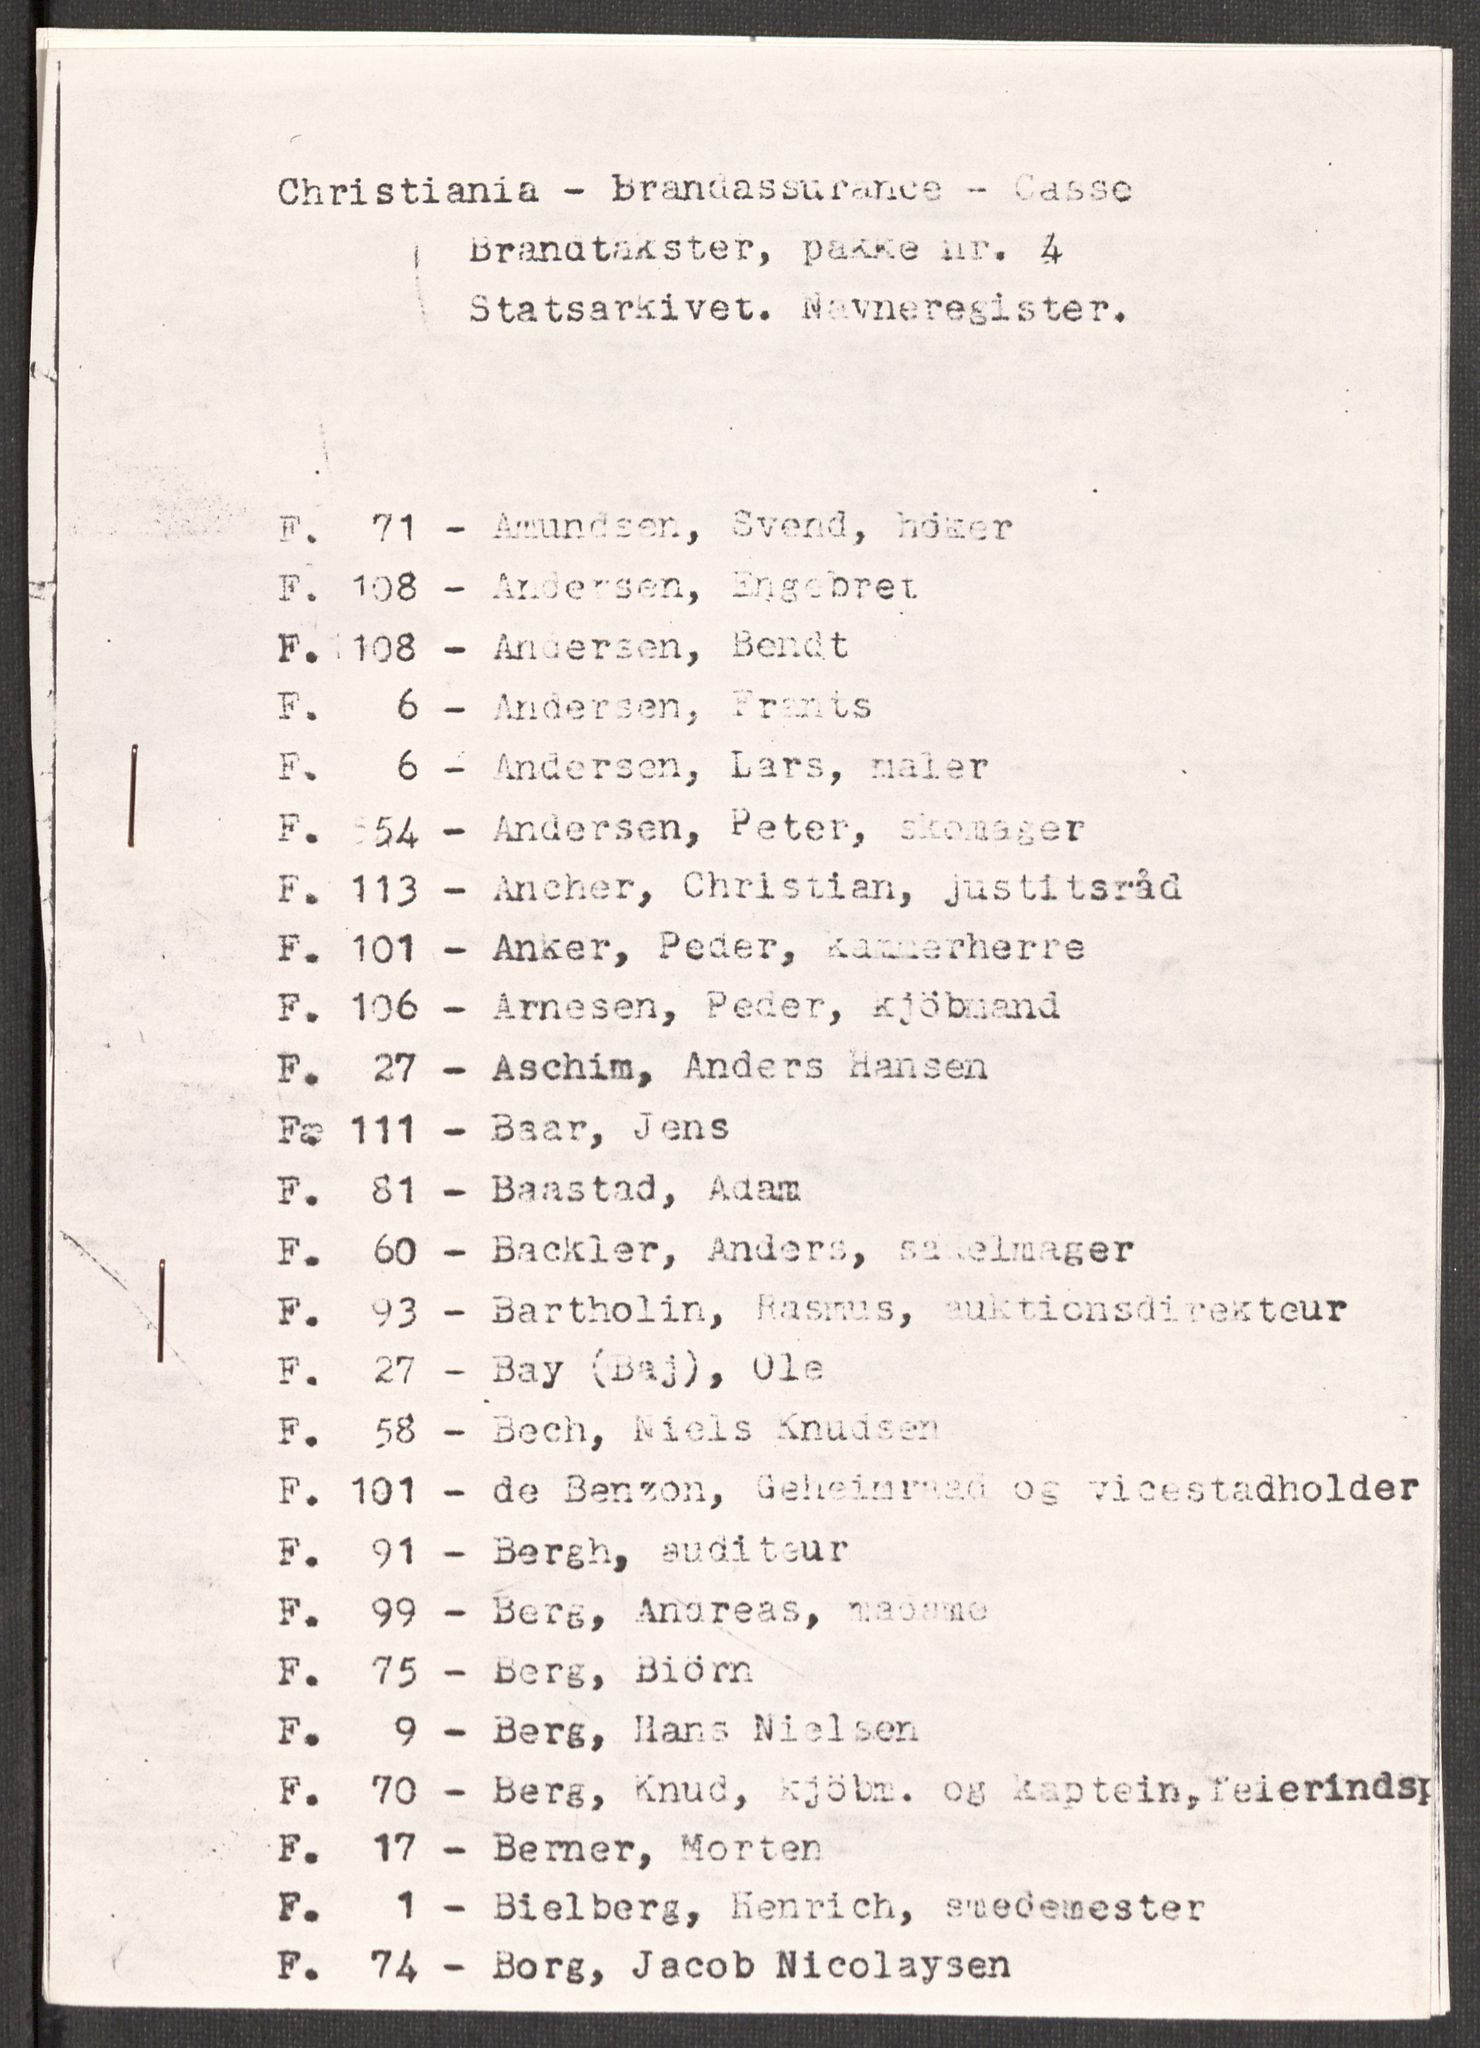 Christiania - Brandassurance - Casse
Brandtakster, pakke nr. 4
Statsarkivet. Navneregister.
F. 71 - Amundsen, Svend, höker
F. 108 - Andersen, Engebret
F. 108 - Andersen, Bendt
F. 6 - Andersen, Frants
F. 6 - Andersen, Lars, maler
F. 54 - Andersen, Peter, skomager
F. 113 - Ancher, Christian, justitsråd
F. 101 - Anker, Peder, kammerherre
F. 106 - Arnesen, Peder, kjöbmand
F. 27 - Aschim, Anders Hansen
F. 111 - Baar, Jens
F. 81 - Baastad, Adam
F. 60 - Backler, Anders, sadelmager
F. 93 - Bartholin, Rasmus, auktionsdirekteur
F. 27 - Bay (Baj), Ole
F. 58 - Bech, Niels Knudsen
F. 101 - de Benzon, Geheimraad og vicestadholder
F. 91 - Bergh, auditeur
F. 99 - Berg, Andreas, madame
F. 75 - Berg, Biörn
F. 9 - Berg, Hans Nielsen
F. 70 - Berg, Knud, kjöbm. og kaptein, feierindsp
F. 17 - Berner, Morten
F. 1 - Bielberg, Henrich, smedemester
F. 74 - Borg, Jacob Nicolaysen